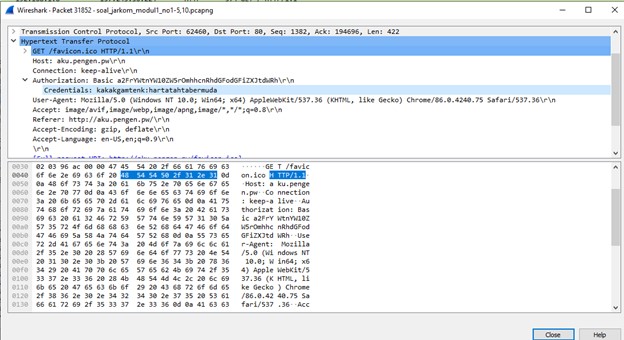 Wireshark - Packet 31852 - soal_jarkom_modul1_no1-5,10.pcapng
Transmission Control Protocol, Src Port: 62460, Dst Port: 80, Seq: 1382, Ack: 194696, Len: 422
Hypertext Transfer Protocol
GET /favicon.ico HTTP/1.1\r\n
Host: aku.pengen.pw\r\n
Connection: keep-alive\r\n
Authorization: Basic a2FrYWtnYW10ZW5rOmhhcnRhdGFodGFiZXJtdWRh\r\n
Credentials: kakakgamtenk:hartatahtabermuda
User-Agent: Mozilla/5.0 (Windows NT 10.0; Win64; x64) AppleWebKit/537.36 (KHTML, like Gecko) Chrome/86.0.4240.75 Safari/537.36\r\n
Accept: image/avif,image/webp,image/apng,image/*,*/*;q=0.8\r\n
Referer: http://aku.pengen.pw/\r\n
Accept-Encoding: gzip, deflate\r\n
Accept-Language: en-US,en;q=0.9\r\n
\r\n
0030 02 03 96 ac 00 00 47 45 54 20 2f 66 61 76 69 63 ······GE T /favic
0040 6f 6e 2e 69 63 6f 20 48 54 54 50 2f 31 2e 31 0d on.ico H TTP/1.1·
0050 0a 48 6f 73 74 3a 20 61 6b 75 2e 70 65 6e 67 65 ·Host: a ku.penge
0060 6e 2e 70 77 0d 0a 43 6f 6e 6e 65 63 74 69 6f 6e n.pw··Co nnection
0070 3a 20 6b 65 65 70 2d 61 6c 69 76 65 0d 0a 41 75 : keep-a live··Au
0080 74 68 6f 72 69 7a 61 74 69 6f 6e 3a 20 42 61 73 thorizat ion: Bas
0090 69 63 20 61 32 46 72 59 57 74 6e 59 57 31 30 5a ic a2FrY WtnYW10Z
00a0 57 35 72 4f 6d 68 68 63 6e 52 68 64 47 46 6f 64 W5rOmhhc nRhdGFod
00b0 47 46 69 5a 58 4a 74 64 57 52 68 0d 0a 55 73 65 GFiZXJtd WRh··Use
00c0 72 2d 41 67 65 6e 74 3a 20 4d 6f 7a 69 6c 6c 61 r-Agent: Mozilla
00d0 2f 35 2e 30 20 28 57 69 6e 64 6f 77 73 20 4e 54 /5.0 (Wi ndows NT
00e0 20 31 30 2e 30 3b 20 57 69 6e 36 34 3b 20 78 36 10.0; W in64; x6
00f0 34 29 20 41 70 70 6c 65 57 65 62 4b 69 74 2f 35 4) Apple WebKit/5
0100 33 37 2e 33 36 20 28 4b 48 54 4d 4c 2c 20 6c 69 37.36 (K HTML, li
0110 6b 65 20 47 65 63 6b 6f 29 20 43 68 72 6f 6d 65 ke Gecko ) Chrome
0120 2f 38 36 2e 30 2e 34 32 34 30 2e 37 35 20 53 61 /86.0.42 40.75 Sa
0130 66 61 72 69 2f 35 33 37 2e 33 36 0d 0a 41 63 63 fari/537 .36··Acc
Close Help